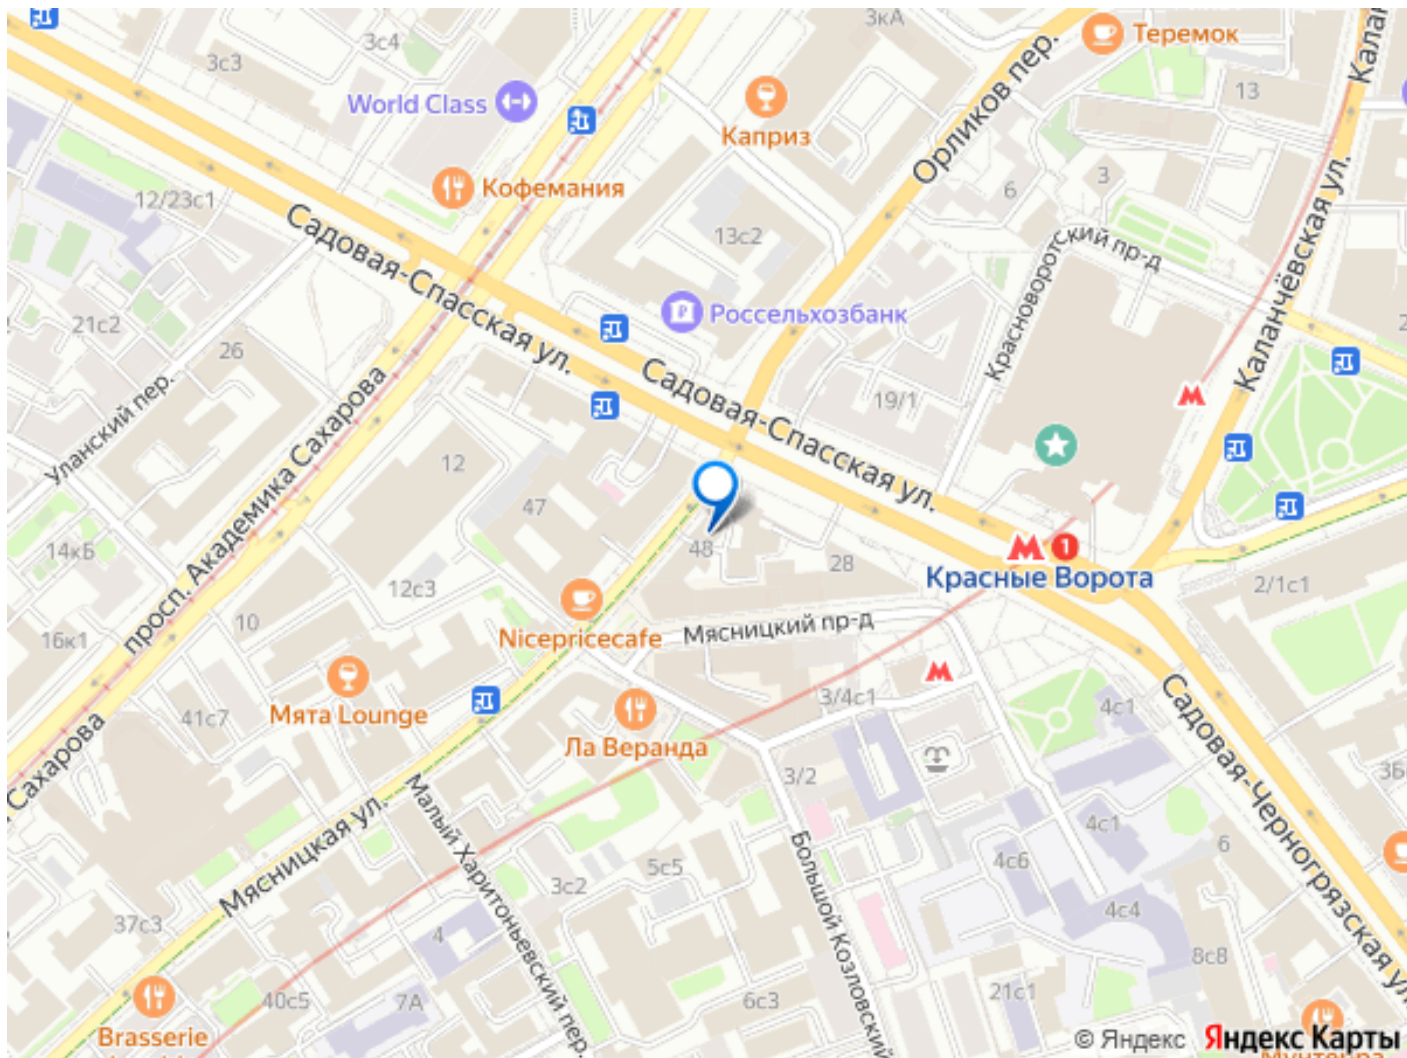 3кА
Теремок
3с4
3с3
World Class
Каприз
Орликов пер.
13
Кофемания
12/23с1
6
3
13с2
Красноворотский пр-д
Садовая-Спасская ул.
Россельхозбанк
Каланчёвская ул.
21с2
26
Уланский пер.
Садовая-Спасская ул.
19/1
просп. Академика Сахарова
12
47
14кБ
48
28
Красные Ворота
1
12с3
2/1с1
Nicepricecafe
Мясницкий пр-д
16к1
10
Мята Lounge
41с7
Ла Веранда
3/4с1
4с1
Садовая-Черногрязская ул.
Сахарова
3/2
Мясницкая ул.
Малый Харитоньевский пер.
Большой Козловский
4с1
6
5с5
3с2
4с6
37с3
4
4с4
8с8
40с5
7А
6с3
21с1
Brasserie
© Яндекс Яндекс Карты